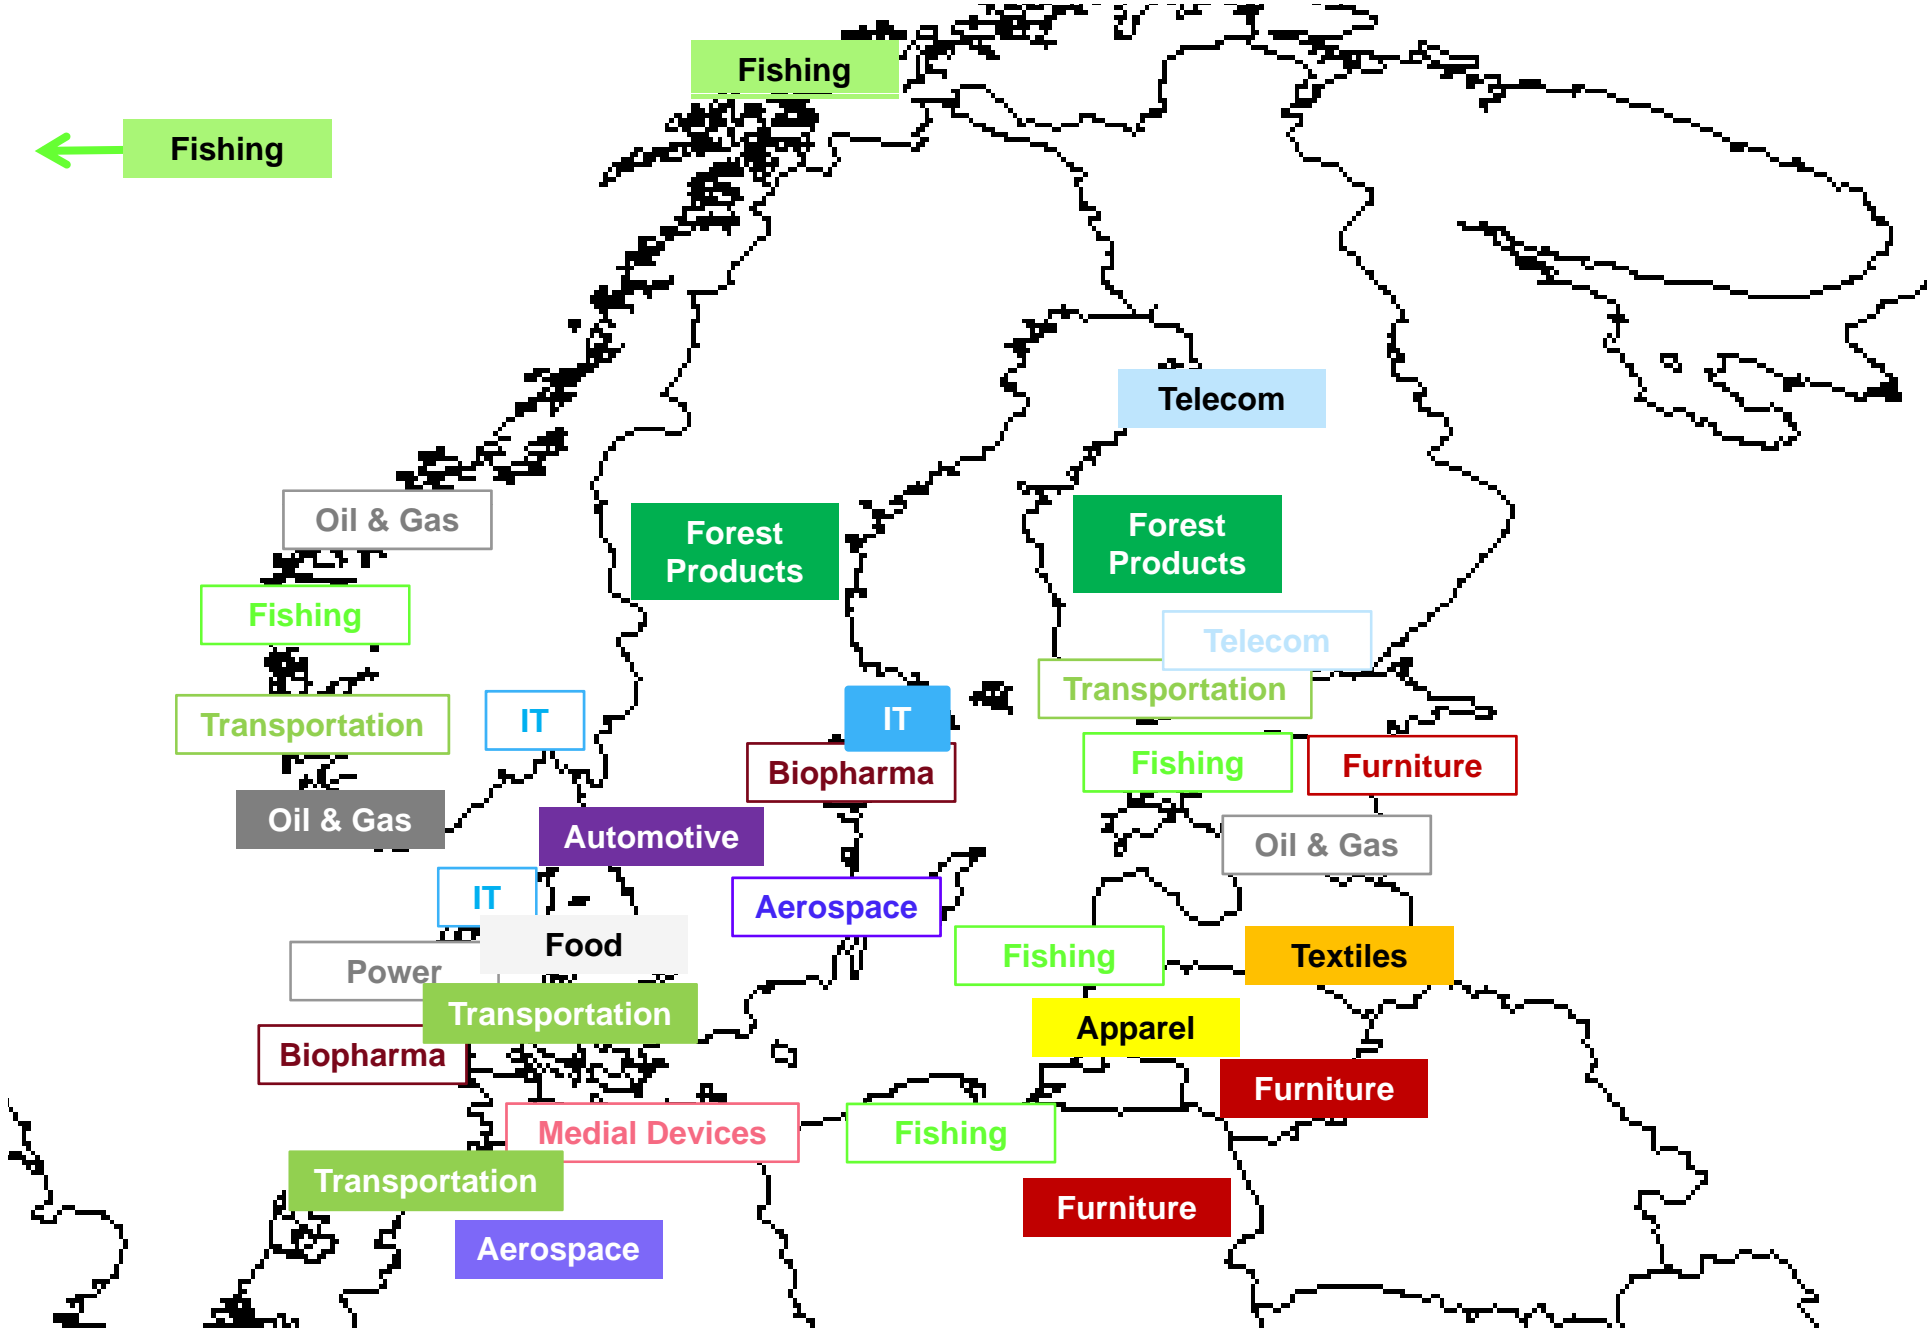 Fishing
Fishing
Telecom
Oil & Gas
Forest
Products
Forest
Products
Fishing
Telecom
Transportation
Transportation
IT
IT
Fishing
Furniture
Biopharma
Oil & Gas
Automotive
Oil & Gas
IT
Aerospace
Food
Fishing
Textiles
Power
Transportation
Apparel
Biopharma
Furniture
Medial Devices
Fishing
Transportation
Furniture
Aerospace